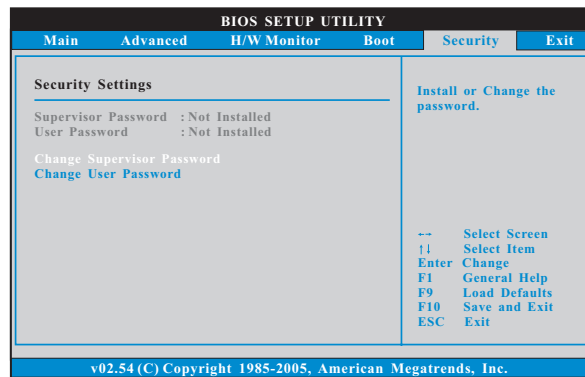 BIOS SETUP UTILITY
Main Advanced H/W Monitor Boot Security Exit
Security Settings
Supervisor Password : Not Installed
User Password : Not Installed
Change Supervisor Password
Change User Password
Install or Change the
password.
←→ Select Screen
↑↓ Select Item
Enter Change
F1 General Help
F9 Load Defaults
F10 Save and Exit
ESC Exit
v02.54 (C) Copyright 1985-2005, American Megatrends, Inc.